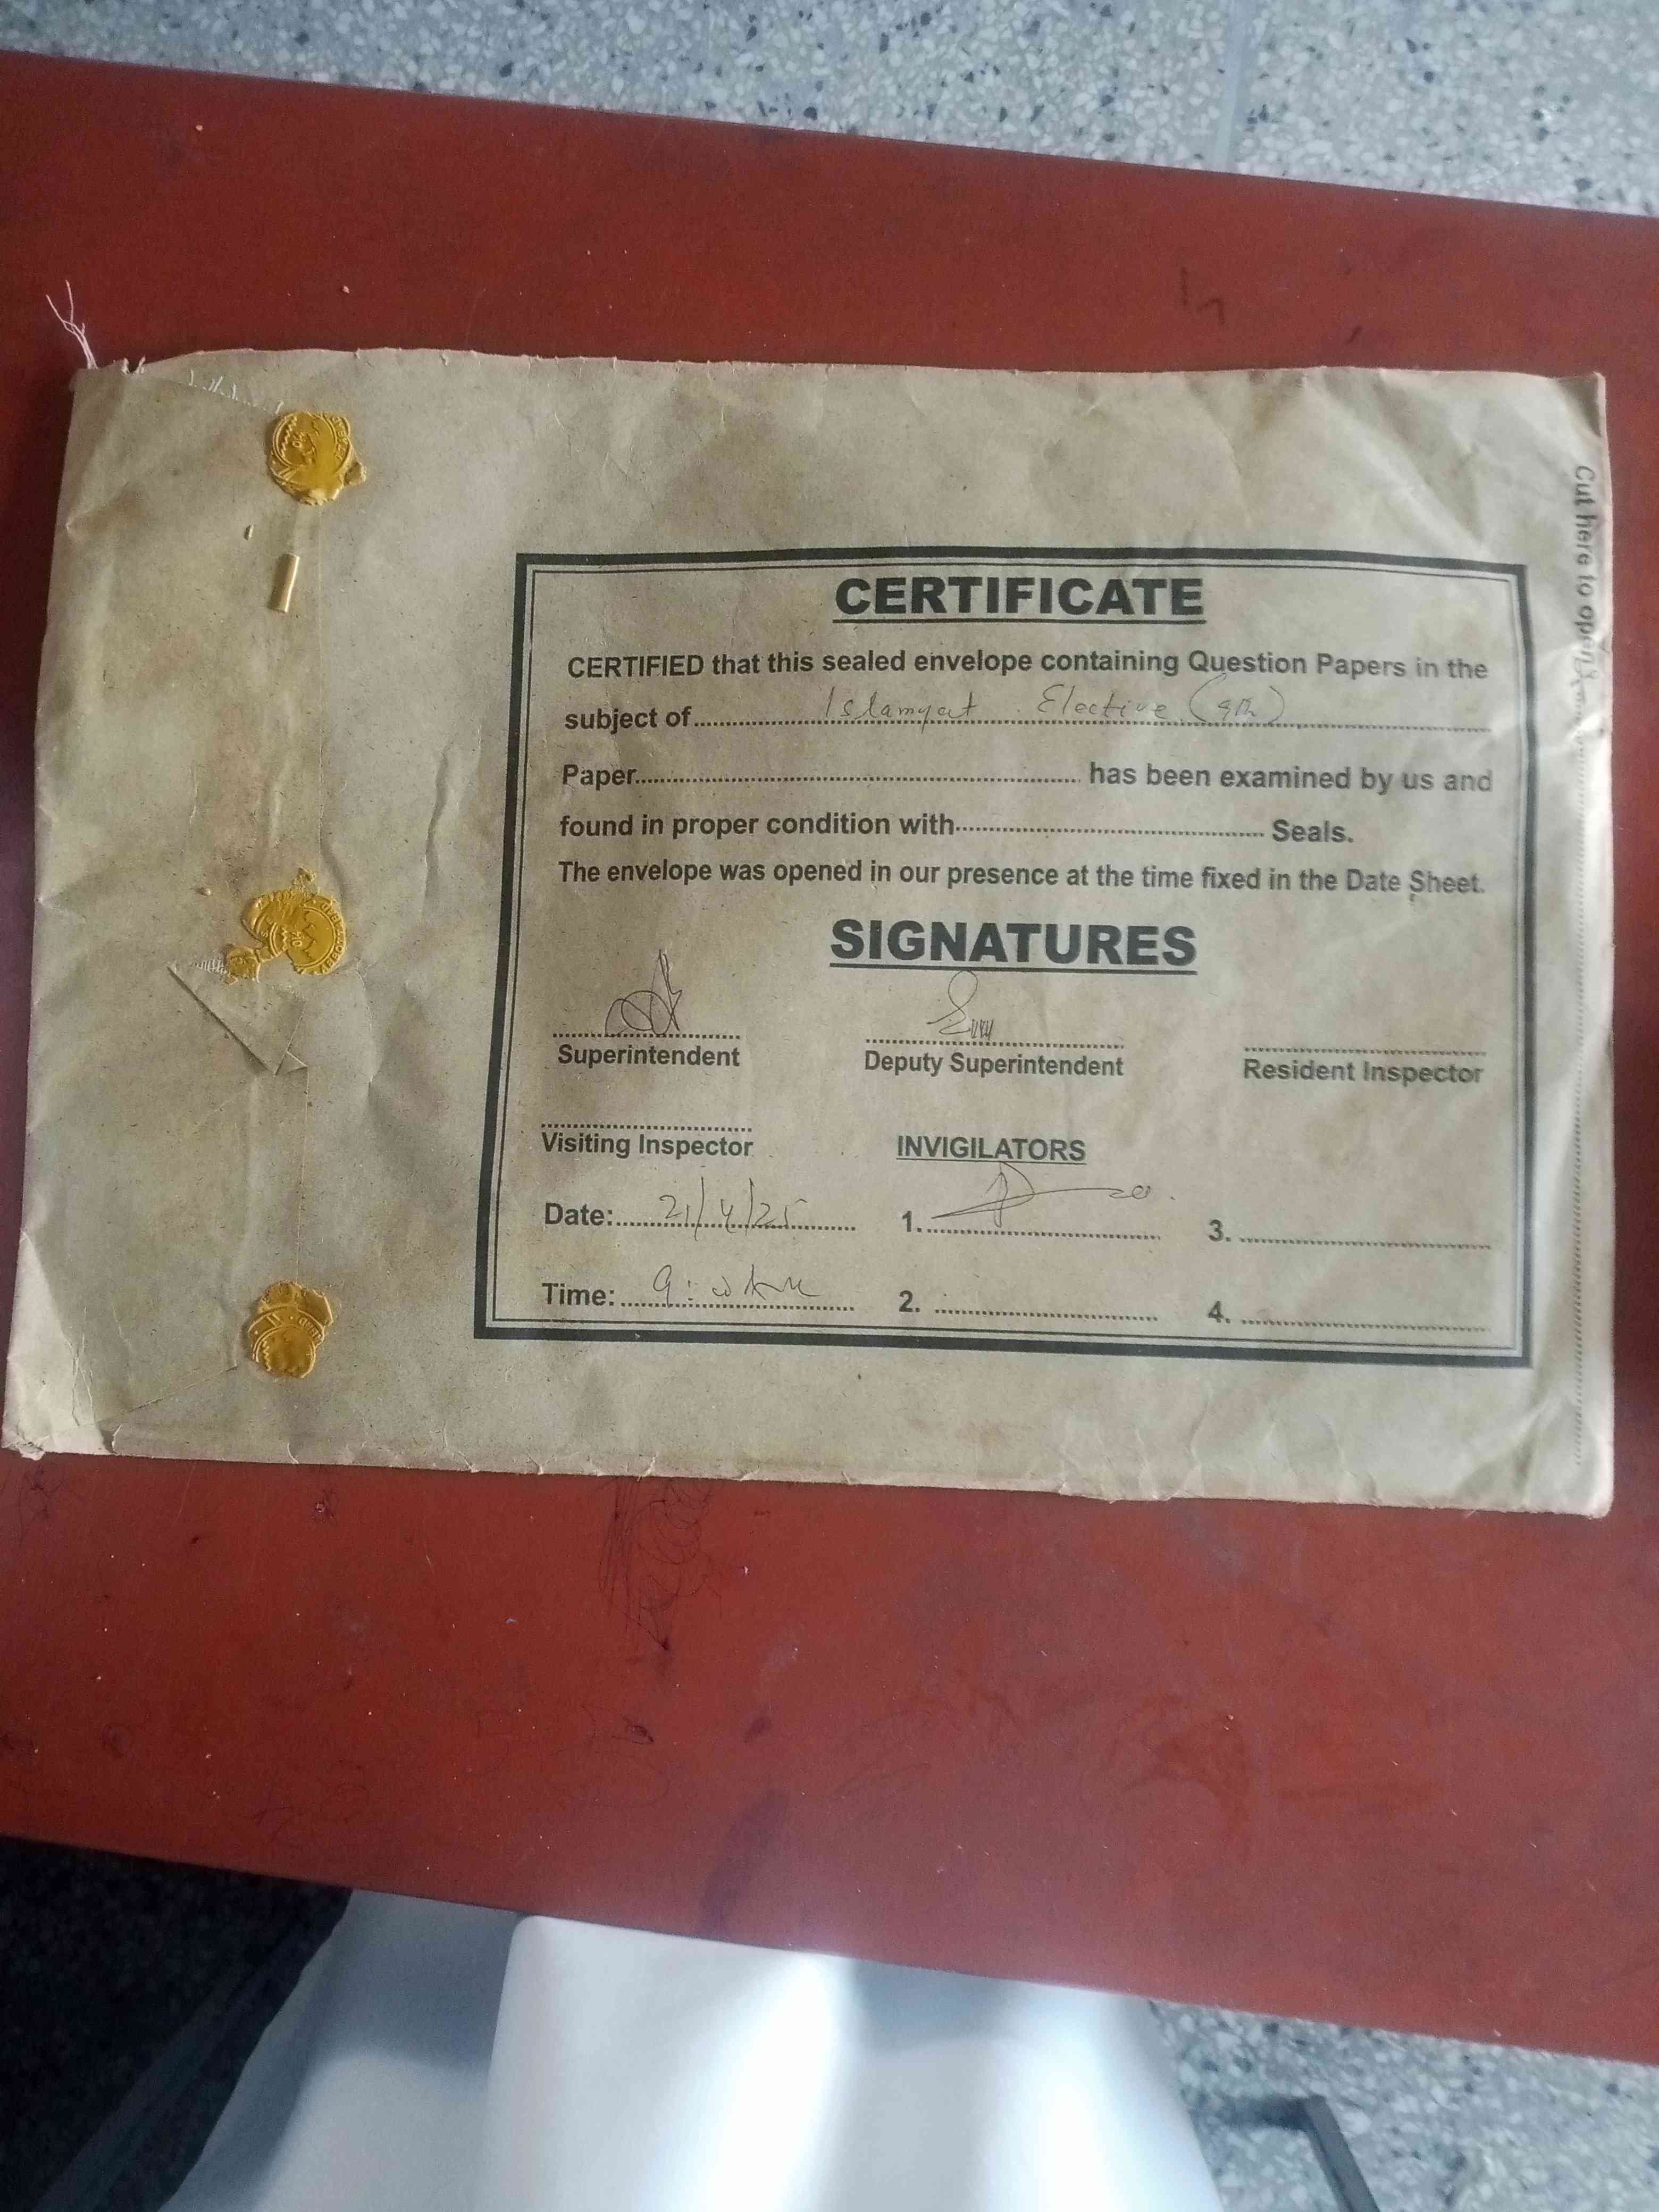 Cut here to open
CERTIFICATE
CERTIFIED that this sealed envelope containing Question Papers in the
subject of Islamyat Elective (9th)
Paper has been examined by us and
found in proper condition with Seals.
The envelope was opened in our presence at the time fixed in the Date Sheet.
SIGNATURES
Superintendent Deputy Superintendent Resident Inspector
Visiting Inspector INVIGILATORS
Date: 21/4/25 1. 3.
Time: 2. 4.